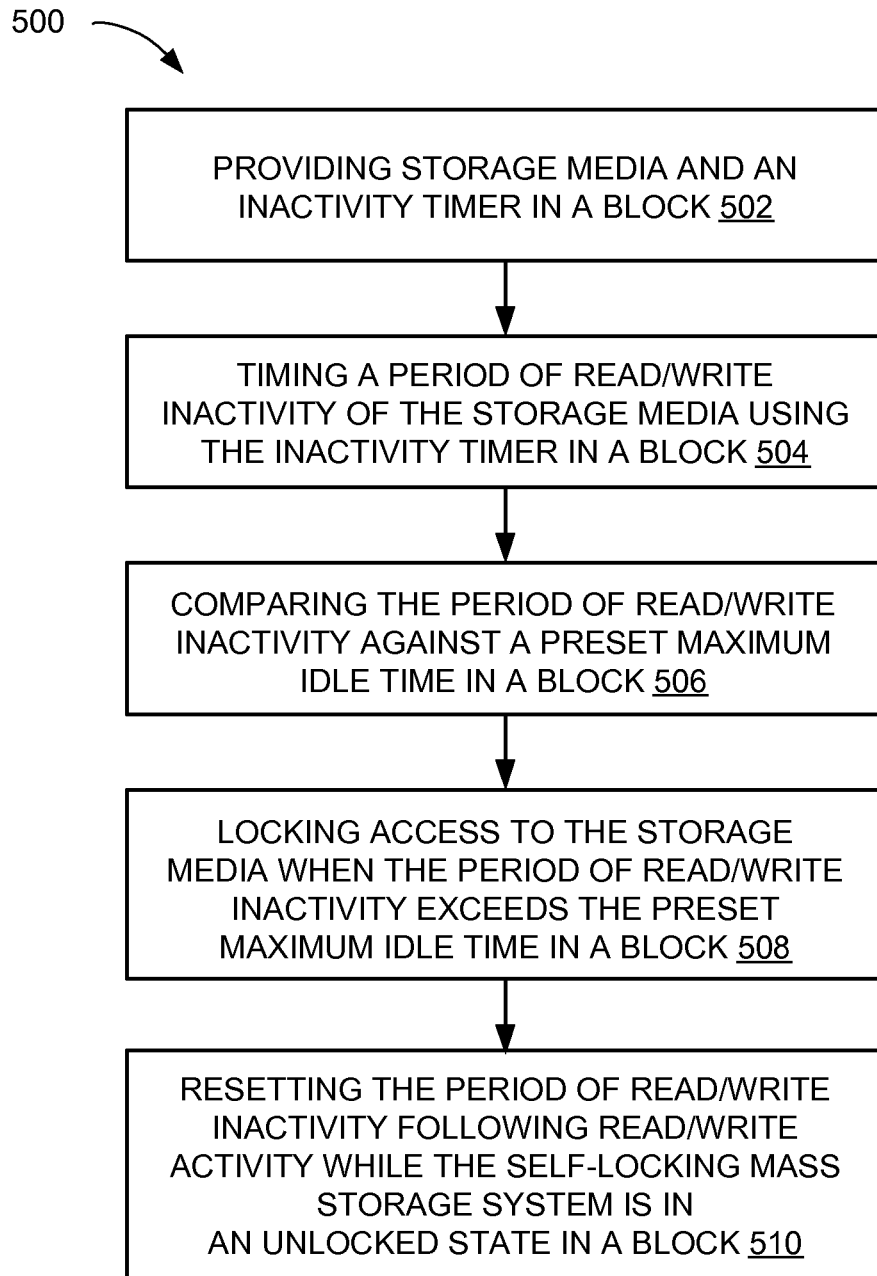 500
PROVIDING STORAGE MEDIA AND AN
INACTIVITY TIMER IN A BLOCK 502
TIMING A PERIOD OF READ/WRITE
INACTIVITY OF THE STORAGE MEDIA USING
THE INACTIVITY TIMER IN A BLOCK 504
COMPARING THE PERIOD OF READ/WRITE
INACTIVITY AGAINST A PRESET MAXIMUM
IDLE TIME IN A BLOCK 506
LOCKING ACCESS TO THE STORAGE
MEDIA WHEN THE PERIOD OF READ/WRITE
INACTIVITY EXCEEDS THE PRESET
MAXIMUM IDLE TIME IN A BLOCK 508
RESETTING THE PERIOD OF READ/WRITE
INACTIVITY FOLLOWING READ/WRITE
ACTIVITY WHILE THE SELF-LOCKING MASS
STORAGE SYSTEM IS IN
AN UNLOCKED STATE IN A BLOCK 510